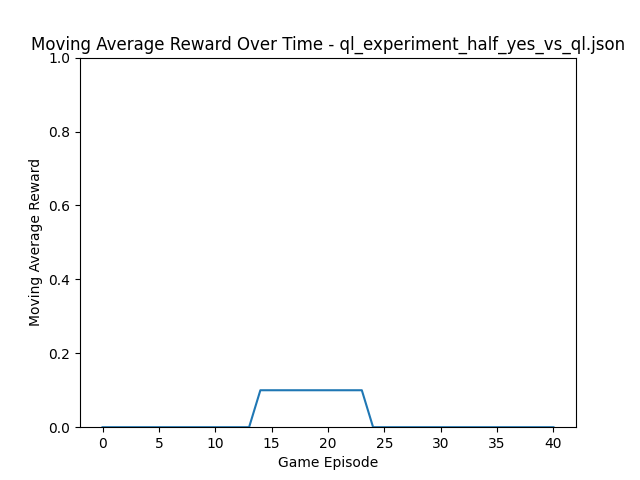 Moving Average Reward Over Time - ql_experiment_half_yes_vs_ql.json
1.0
0.8
0.6
0.4
0.2
0.0
Moving Average Reward
0 5 10 15 20 25 30 35 40
Game Episode